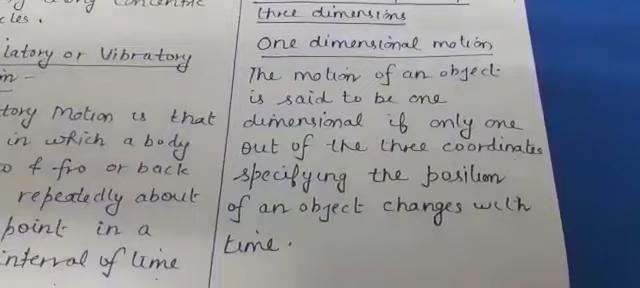 cles.
latory or Vibratory
tory Motion is that
in which a body
o & fro or back
repeatedly about
point in a
interval of time
three dimensions
One dimensional motion
The motion of an object
is said to be one
dimensional if only one
out of the three coordinates
specifying the position
of an object changes with
time.